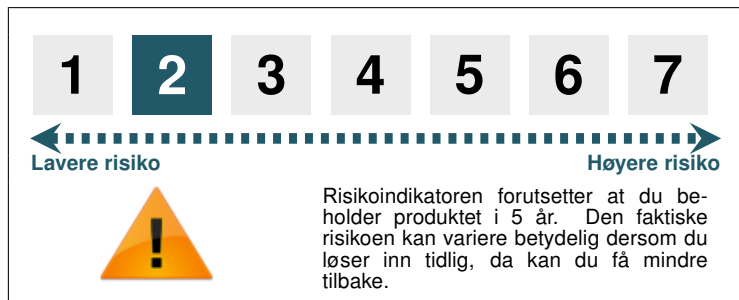 1 2 3 4 5 6 7
Lavere risiko Høyere risiko
!
Risikoindikatoren forutsetter at du be-
holder produktet i 5 år. Den faktiske
risikoen kan variere betydelig dersom du
løser inn tidlig, da kan du få mindre
tilbake.